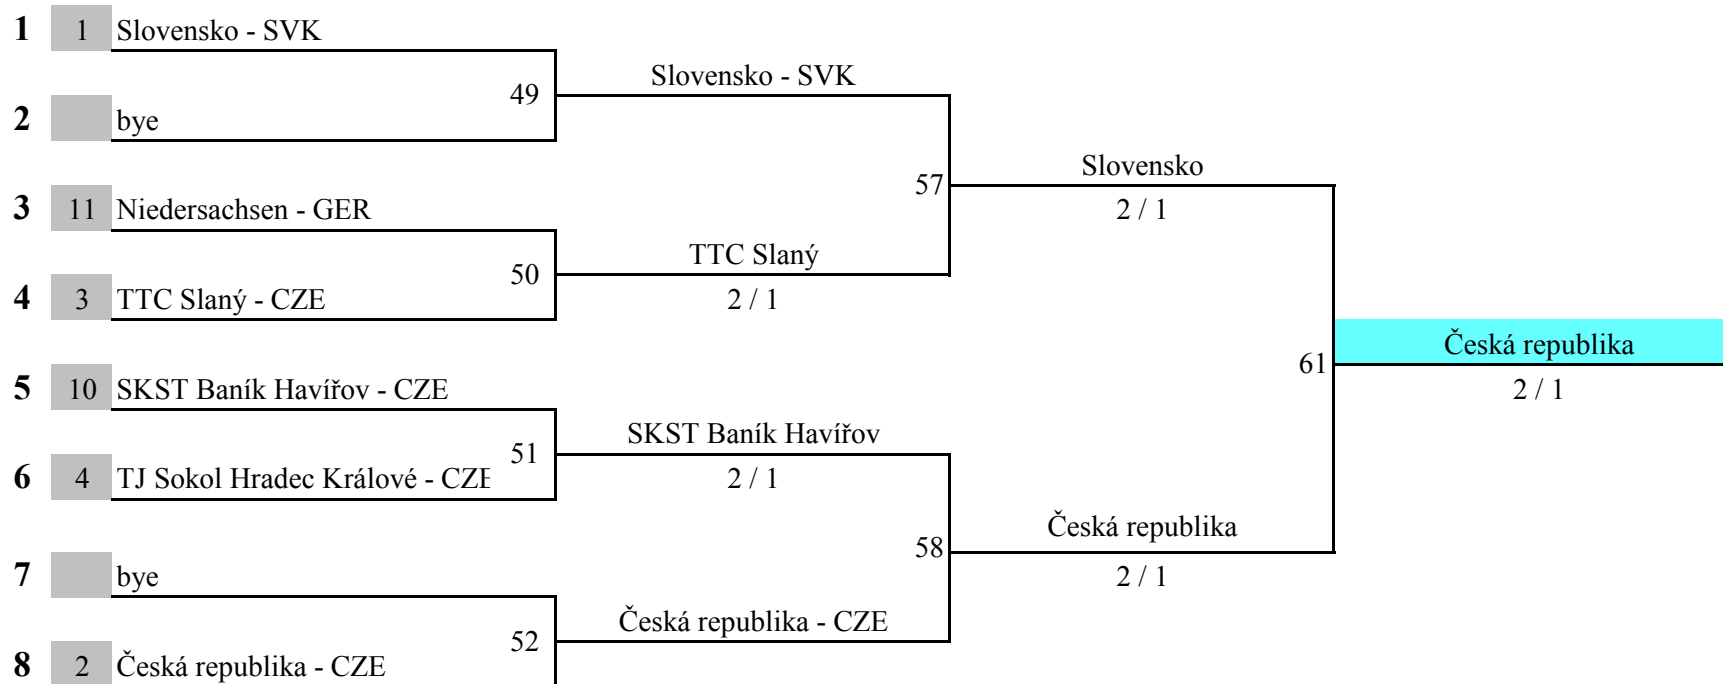 1 1 Slovensko - SVK
Slovensko - SVK
49
2 bye
Slovensko
57
2 / 1
3 11 Niedersachsen - GER
TTC Slaný
50
2 / 1
4 3 TTC Slaný - CZE
Česká republika
61
2 / 1
5 10 SKST Baník Havířov - CZE
SKST Baník Havířov
51
2 / 1
6 4 TJ Sokol Hradec Králové - CZE
Česká republika
58
2 / 1
7 bye
Česká republika - CZE
52
8 2 Česká republika - CZE